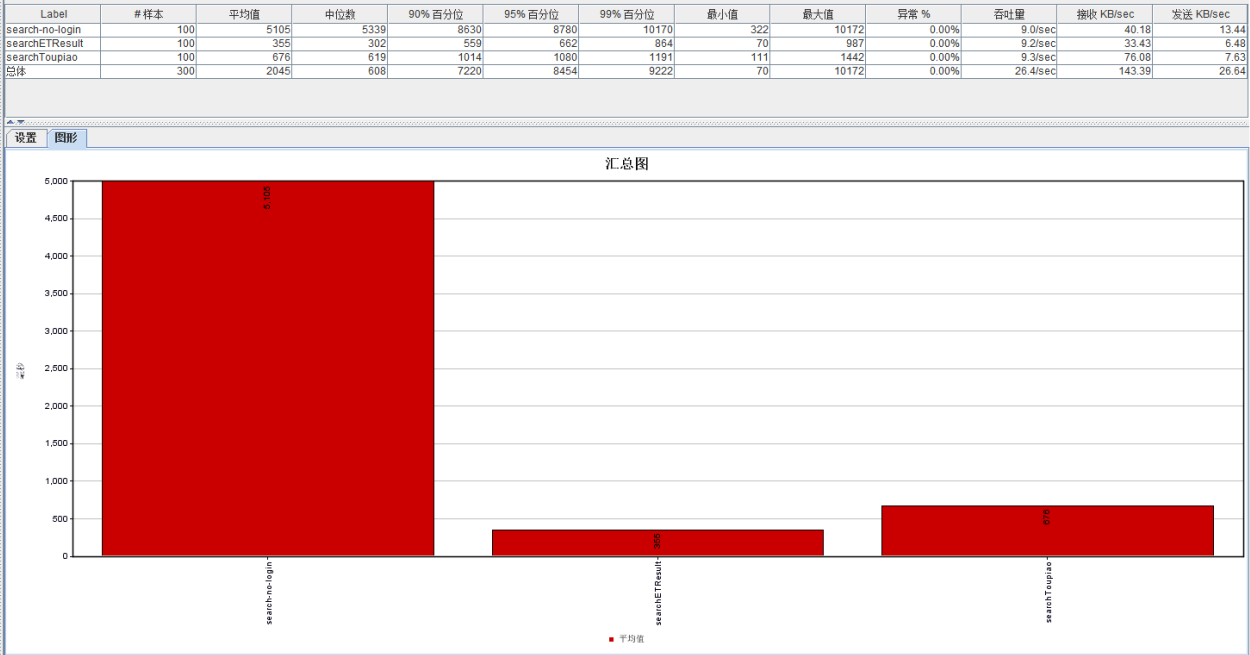 Label # 样本 平均值 中位数 90% 百分位 95% 百分位 99% 百分位 最小值 最大值 异常 % 吞吐量 接收 KB/sec 发送 KB/sec
search-no-login 100 5105 5339 8630 8780 10170 322 10172 0.00% 9.0/sec 40.18 13.44
searchETResult 100 355 302 559 662 864 70 987 0.00% 9.2/sec 33.43 6.48
searchToupiao 100 676 619 1014 1080 1191 111 1442 0.00% 9.3/sec 76.08 7.63
总体 300 2045 608 7220 8454 9222 70 10172 0.00% 26.4/sec 143.39 26.64
设置 图形
汇总图
5,000
4,500
4,000
3,500
3,000
2,500
2,000
1,500
1,000
500
0
毫秒
5,105
355
676
search-no-login
searchETResult
searchToupiao
平均值